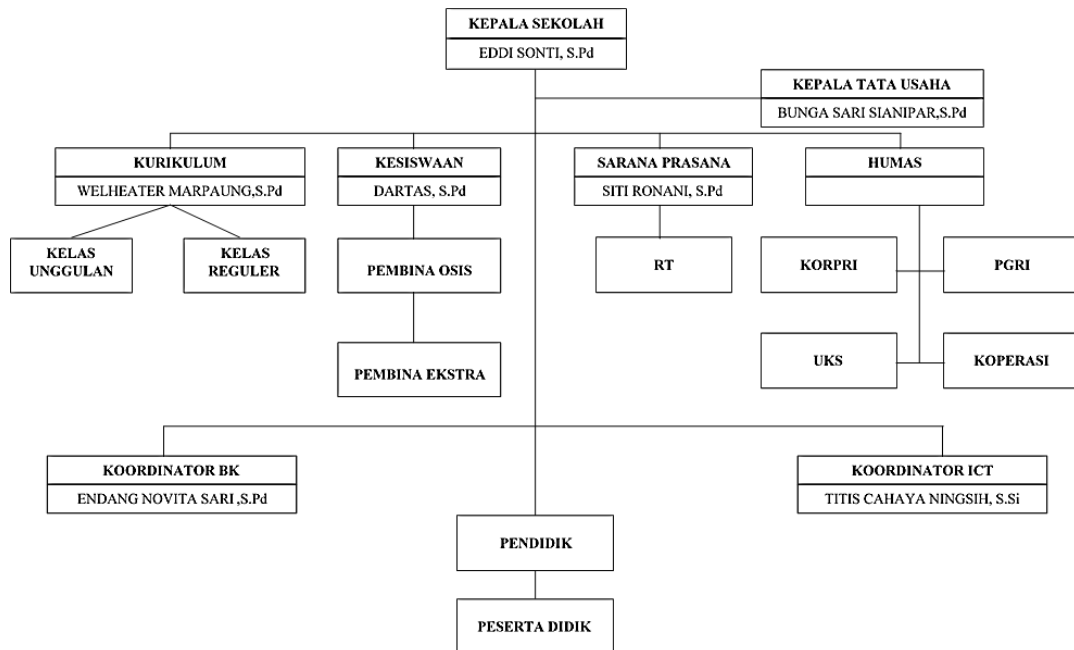 KEPALA SEKOLAH
EDDI SONTI, S.Pd
KEPALA TATA USAHA
BUNGA SARI SIANIPAR,S.Pd
KURIKULUM
WELHEATER MARPAUNG,S.Pd
KESISWAAN
DARTAS, S.Pd
SARANA PRASANA
SITI RONANI, S.Pd
HUMAS
KELAS
UNGGULAN
KELAS
REGULER
PEMBINA OSIS
RT
KORPRI
PGRI
PEMBINA EKSTRA
UKS
KOPERASI
KOORDINATOR BK
ENDANG NOVITA SARI ,S.Pd
KOORDINATOR ICT
TITIS CAHAYA NINGSIH, S.Si
PENDIDIK
PESERTA DIDIK